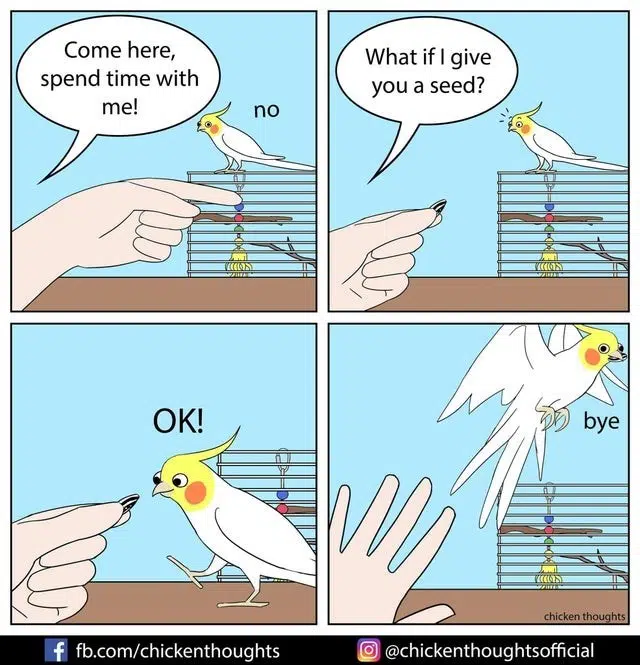 Come here,
spend time with
me!
no
What if I give
you a seed?
OK!
bye
chicken thoughts
fb.com/chickenthoughts
@chickenthoughtsofficial